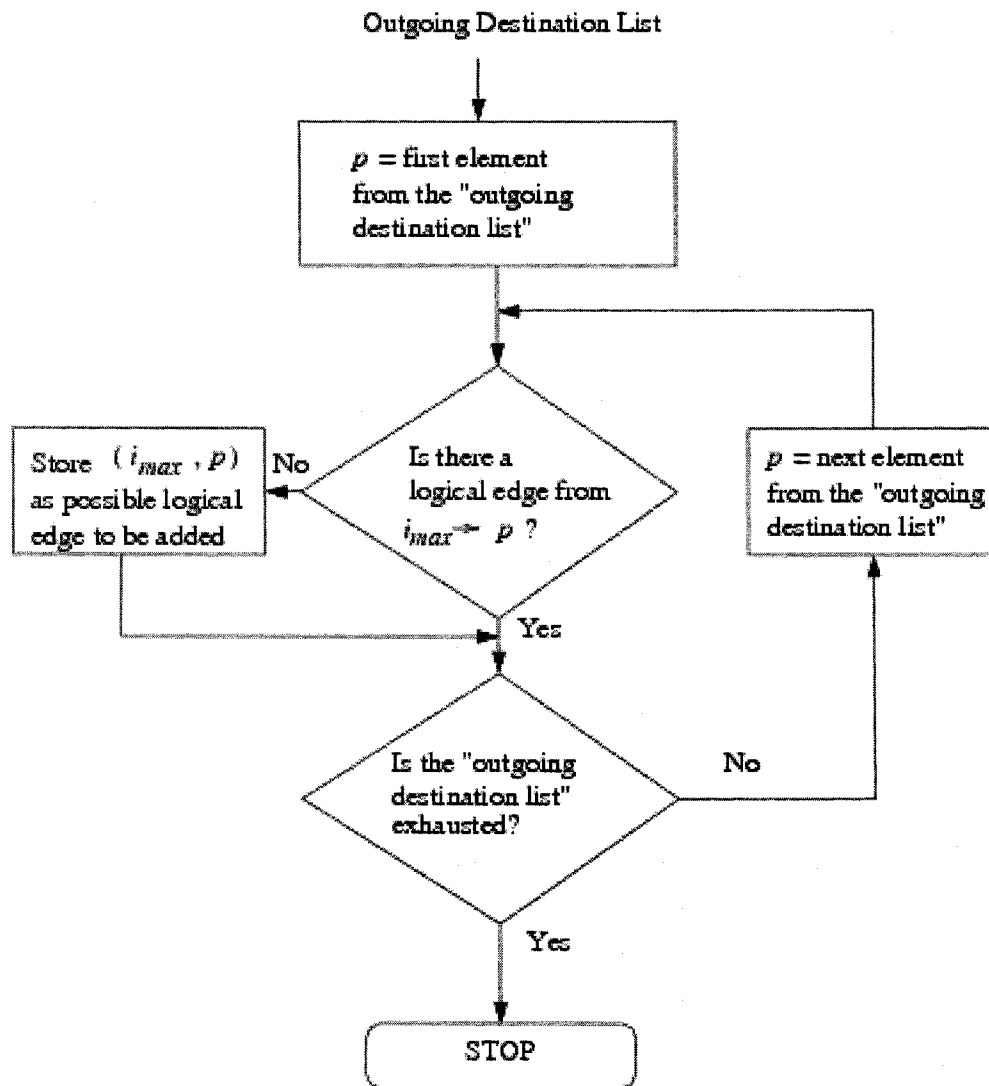 Outgoing Destination List
p = first element
from the "outgoing
destination list"
Is there a
logical edge from
i_max → p ?
No
Store (i_max , p)
as possible logical
edge to be added
p = next element
from the "outgoing
destination list"
Yes
Is the "outgoing
destination list"
exhausted?
No
Yes
STOP